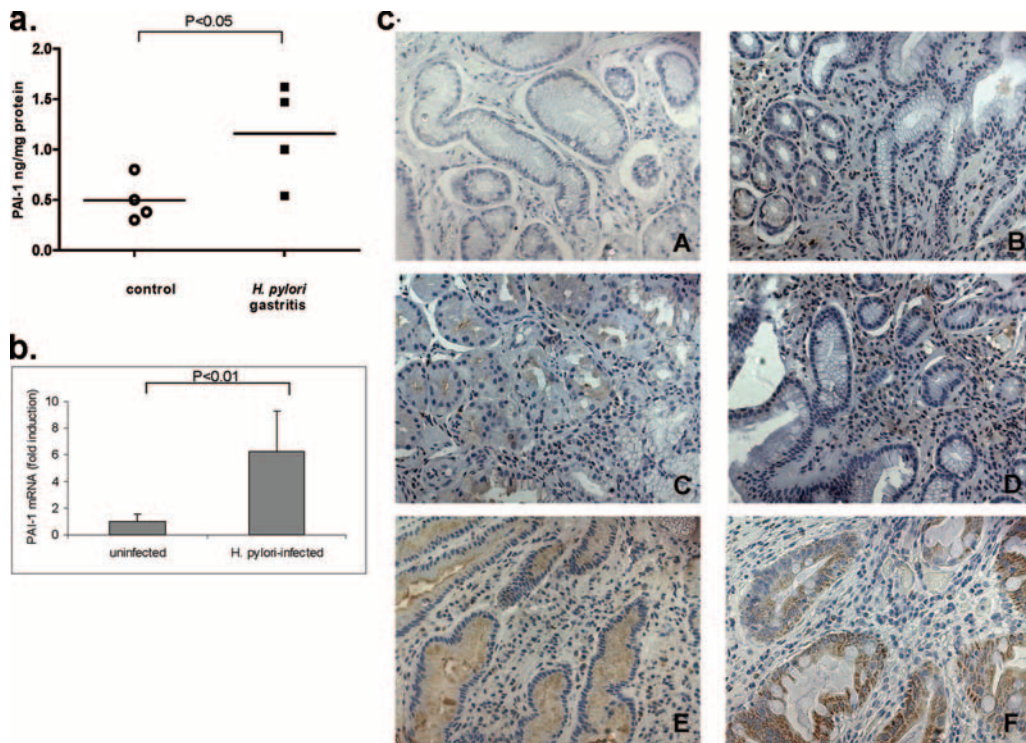 a.
P<0.05
2.0
1.5
1.0
0.5
0.0
PAI-1 ng/mg protein
control
H. pylori
gastritis
b.
P<0.01
10
8
6
4
2
0
PAI-1 mRNA (fold induction)
uninfected
H. pylori-infected
c.
A
B
C
D
E
F